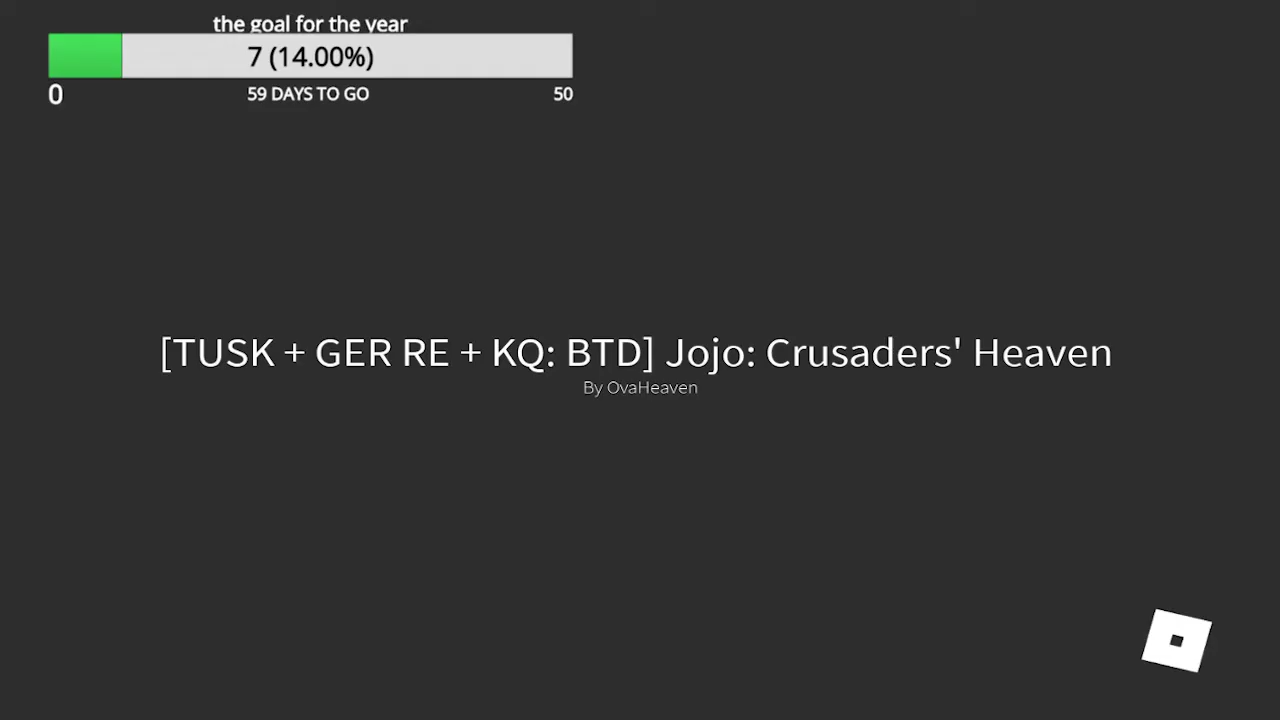 the goal for the year
7 (14.00%)
0
59 DAYS TO GO
50
[TUSK + GER RE + KQ: BTD] Jojo: Crusaders' Heaven
By OvaHeaven